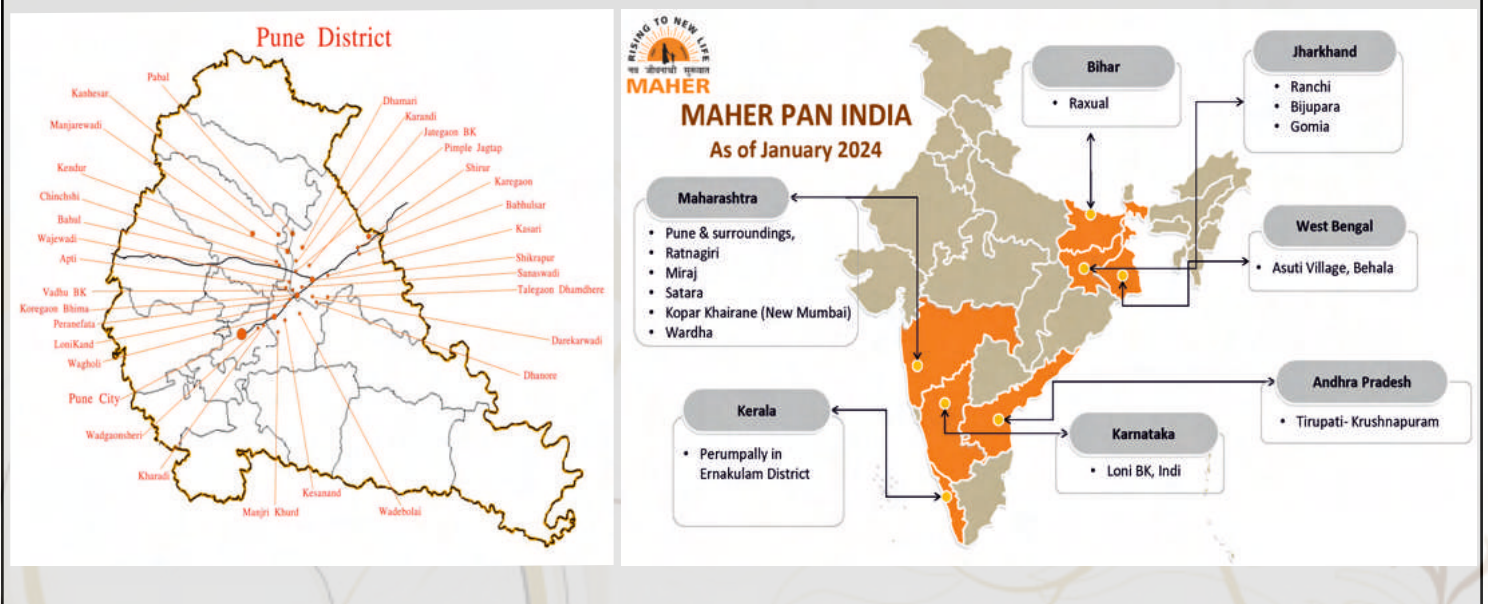 Pune District
Pabal
Kanhesar
Manjarewadi
Kendur
Chinchshi
Bahul
Wajewadi
Apti
Vadhu BK
Koregaon Bhima
Peranefata
LoniKand
Wagholi
Pune City
Wadgaonsheri
Kharadi
Manjri Khurd
Kesanand
Wadebolai
Dhamari
Karandi
Jategaon BK
Pimple Jagtap
Shirur
Karegaon
Babhulsar
Kasari
Shikrapur
Sanaswadi
Talegaon Dhamdhere
Darekarwadi
Dhanore
RISING TO NEW LIFE
नव जीवनाची सुरूवात
MAHER
MAHER PAN INDIA
As of January 2024
Maharashtra
• Pune & surroundings,
• Ratnagiri
• Miraj
• Satara
• Kopar Khairane (New Mumbai)
• Wardha
Kerala
• Perumpally in
Ernakulam District
Bihar
• Raxual
Jharkhand
• Ranchi
• Bijupara
• Gomia
West Bengal
• Asuti Village, Behala
Andhra Pradesh
• Tirupati- Krushnapuram
Karnataka
• Loni BK, Indi